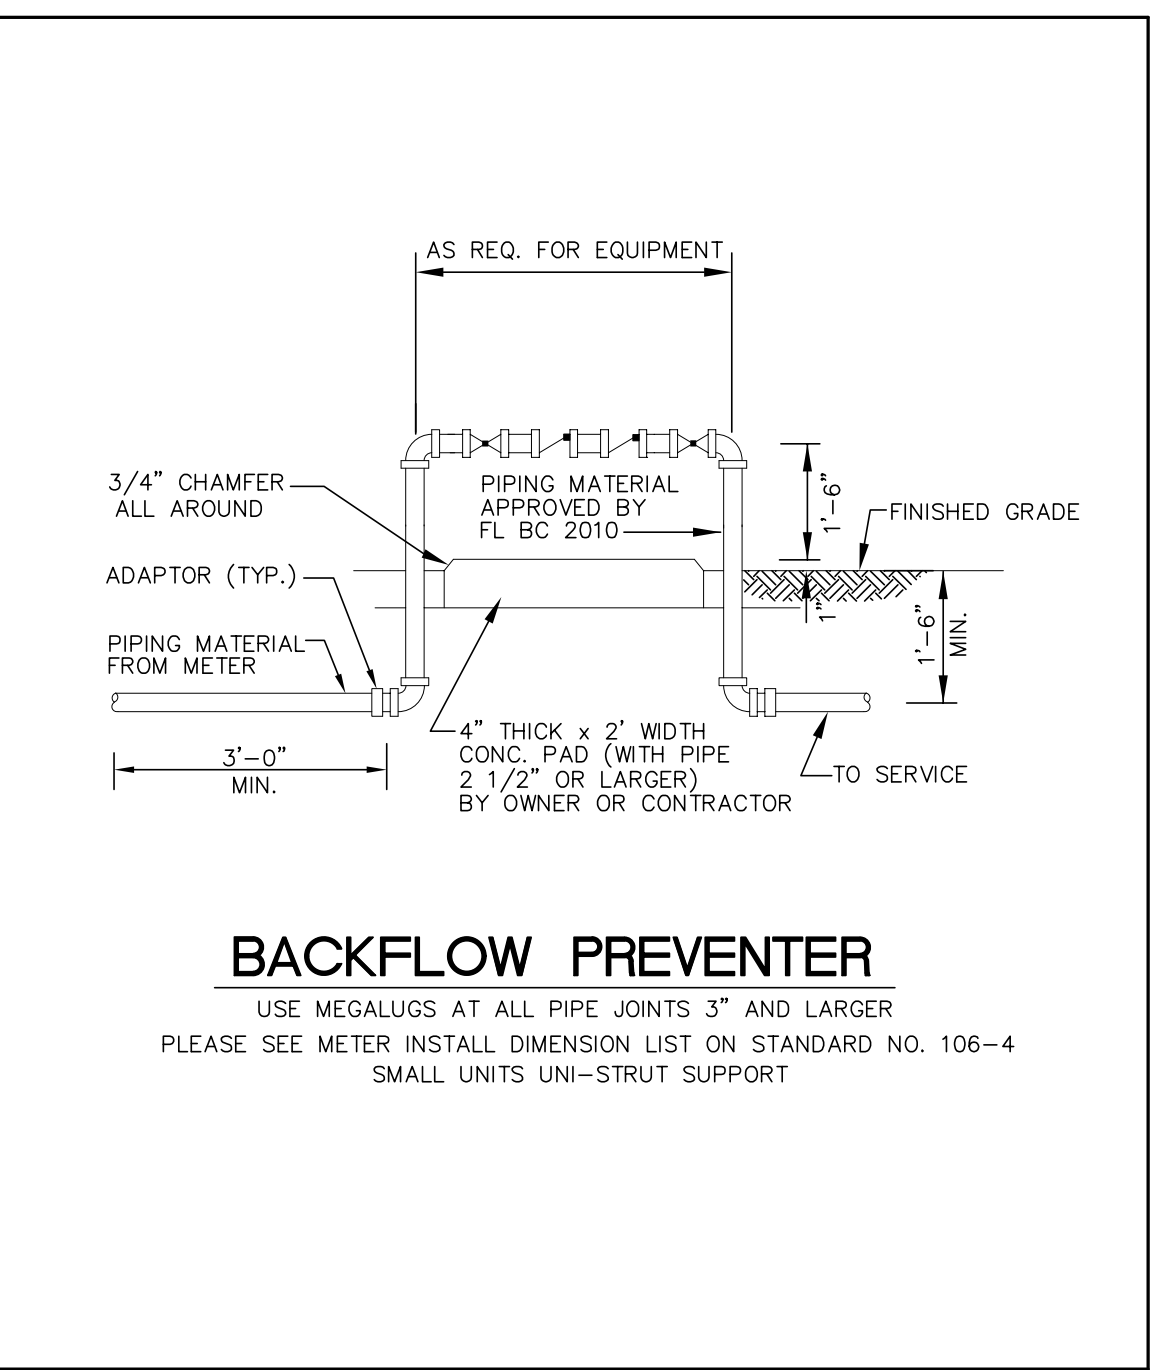 AS REQ. FOR EQUIPMENT
3/4" CHAMFER
ALL AROUND
PIPING MATERIAL
APPROVED BY
FL BC 2010
1'-6"
FINISHED GRADE
ADAPTOR (TYP.)
1"
1'-6"
MIN.
PIPING MATERIAL
FROM METER
3'-0"
MIN.
4" THICK x 2' WIDTH
CONC. PAD (WITH PIPE
2 1/2" OR LARGER)
BY OWNER OR CONTRACTOR
TO SERVICE
BACKFLOW PREVENTER
USE MEGALUGS AT ALL PIPE JOINTS 3" AND LARGER
PLEASE SEE METER INSTALL DIMENSION LIST ON STANDARD NO. 106-4
SMALL UNITS UNI-STRUT SUPPORT